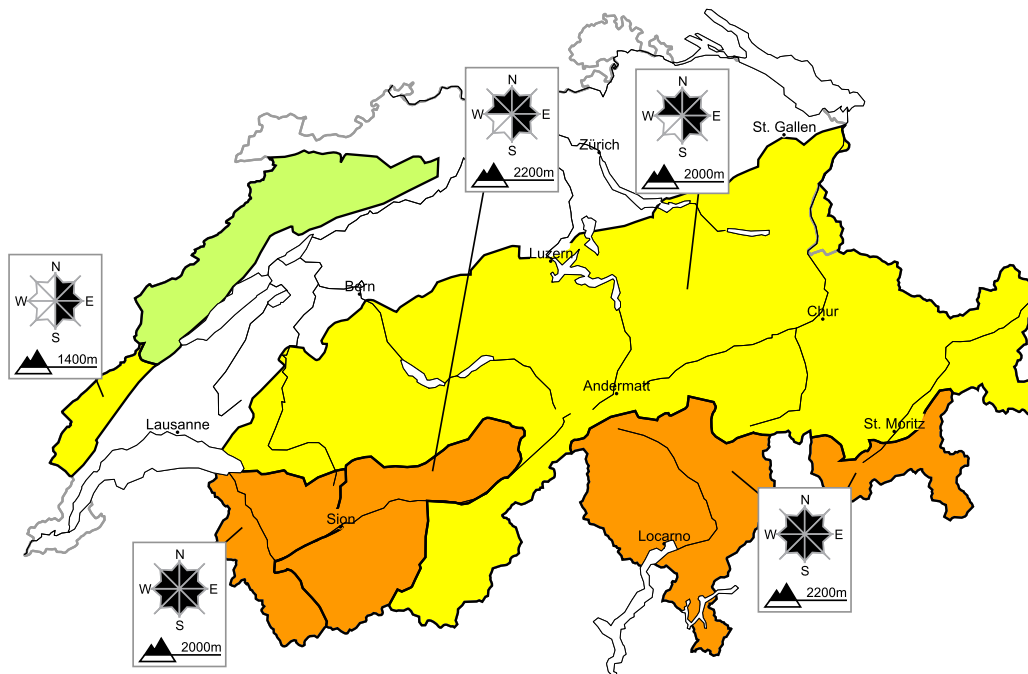 N
W E
S
2200m
N
W E
S
2000m
St. Gallen
Zürich
Luzern
N
W E
S
1400m
Bern
Chur
Andermatt
Lausanne
St. Moritz
Sion
Locarno
N
W E
S
2200m
N
W E
S
2000m